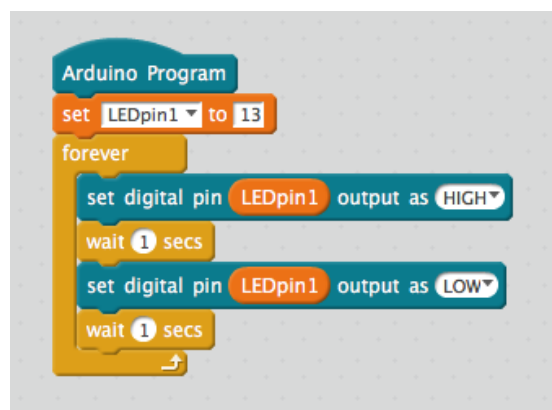 Arduino Program
set LEDpin1 to 13
forever
set digital pin LEDpin1 output as HIGH
wait 1 secs
set digital pin LEDpin1 output as LOW
wait 1 secs